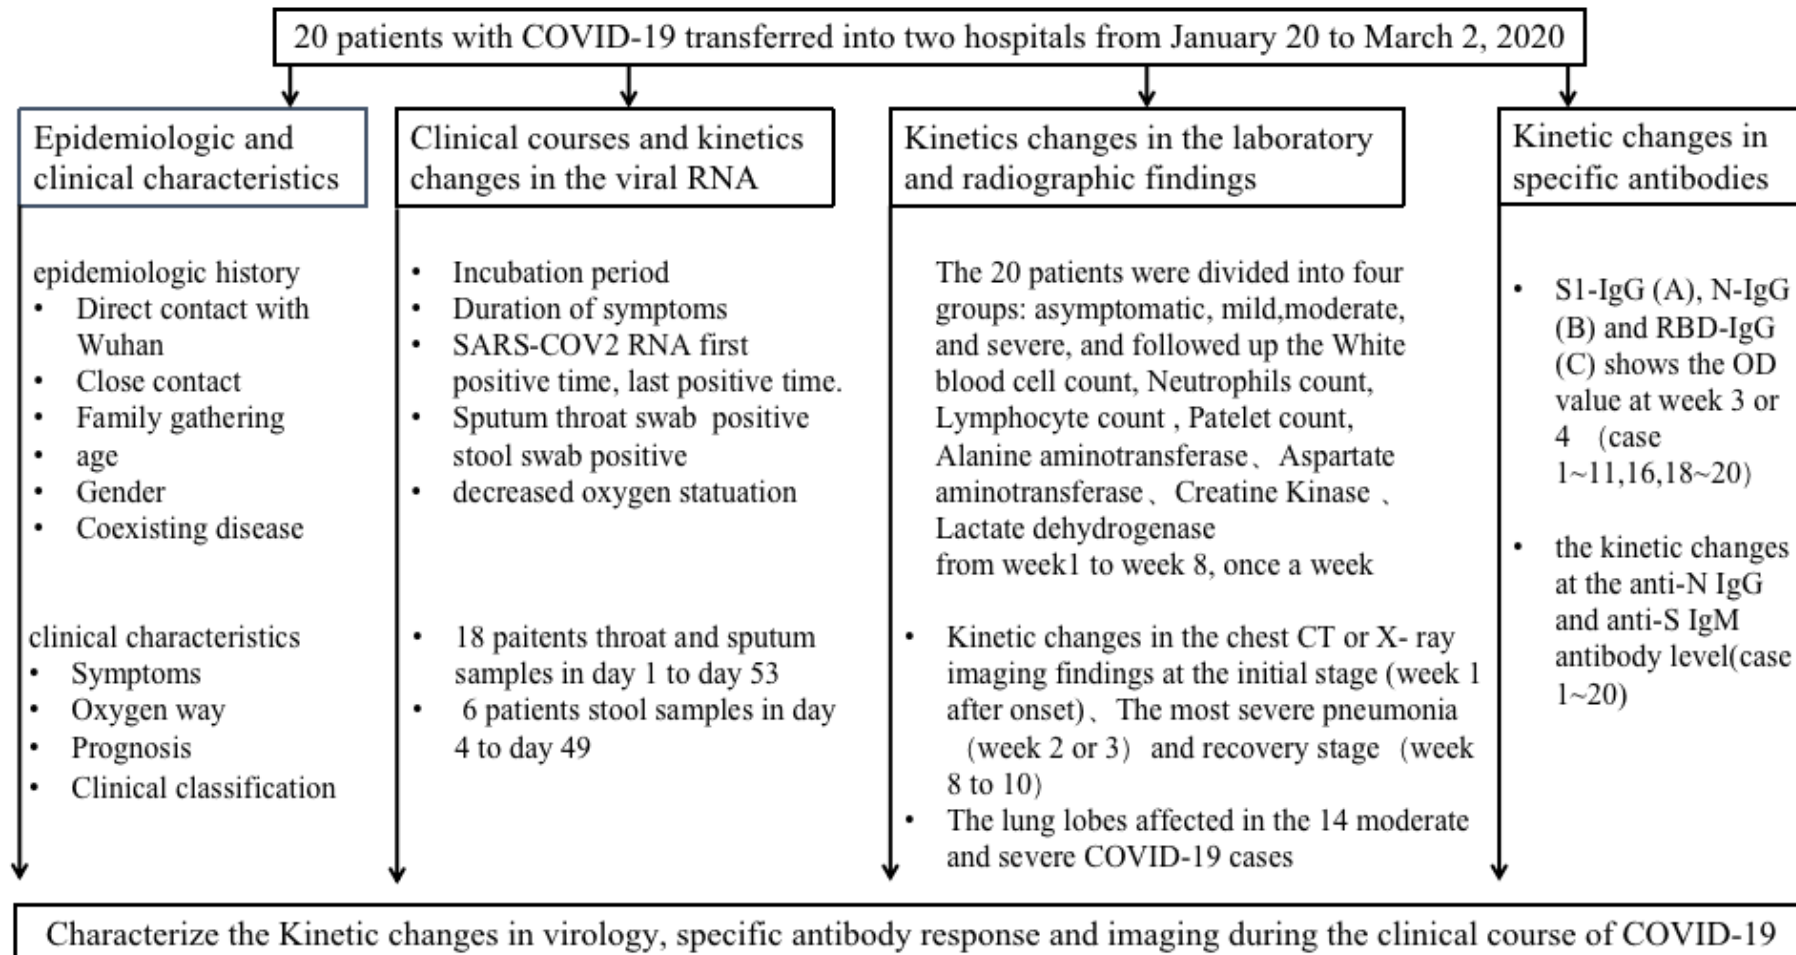 20 patients with COVID-19 transferred into two hospitals from January 20 to March 2, 2020
Epidemiologic and
clinical characteristics
epidemiologic history
• Direct contact with
Wuhan
• Close contact
• Family gathering
• age
• Gender
• Coexisting disease
clinical characteristics
• Symptoms
• Oxygen way
• Prognosis
• Clinical classification
Clinical courses and kinetics
changes in the viral RNA
• Incubation period
• Duration of symptoms
• SARS-COV2 RNA first
positive time, last positive time.
• Sputum throat swab positive
stool swab positive
• decreased oxygen statuation
• 18 paitents throat and sputum
samples in day 1 to day 53
• 6 patients stool samples in day
4 to day 49
Kinetics changes in the laboratory
and radiographic findings
The 20 patients were divided into four
groups: asymptomatic, mild,moderate,
and severe, and followed up the White
blood cell count, Neutrophils count,
Lymphocyte count , Patelet count,
Alanine aminotransferase、Aspartate
aminotransferase、Creatine Kinase 、
Lactate dehydrogenase
from week1 to week 8, once a week
• Kinetic changes in the chest CT or X- ray
imaging findings at the initial stage (week 1
after onset)、The most severe pneumonia
（week 2 or 3）and recovery stage（week
8 to 10）
• The lung lobes affected in the 14 moderate
and severe COVID-19 cases
Kinetic changes in
specific antibodies
• S1-IgG (A), N-IgG
(B) and RBD-IgG
(C) shows the OD
value at week 3 or
4 （case
1~11,16,18~20）
• the kinetic changes
at the anti-N IgG
and anti-S IgM
antibody level(case
1~20)
Characterize the Kinetic changes in virology, specific antibody response and imaging during the clinical course of COVID-19